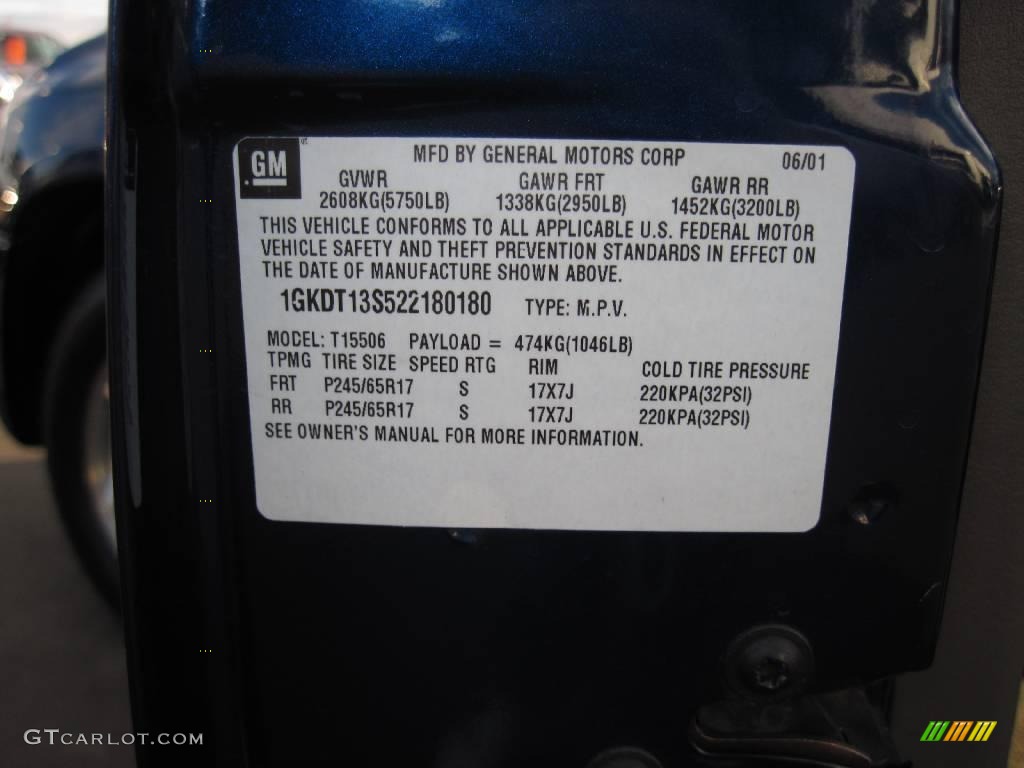 GM
MFD BY GENERAL MOTORS CORP 06/01
GVWR GAWR FRT GAWR RR
2608KG(5750LB) 1338KG(2950LB) 1452KG(3200LB)
THIS VEHICLE CONFORMS TO ALL APPLICABLE U.S. FEDERAL MOTOR
VEHICLE SAFETY AND THEFT PREVENTION STANDARDS IN EFFECT ON
THE DATE OF MANUFACTURE SHOWN ABOVE.
1GKDT13S522180180 TYPE: M.P.V.
MODEL: T15506 PAYLOAD = 474KG(1046LB)
TPMG TIRE SIZE SPEED RTG RIM COLD TIRE PRESSURE
FRT P245/65R17 S 17X7J 220KPA(32PSI)
RR P245/65R17 S 17X7J 220KPA(32PSI)
SEE OWNER'S MANUAL FOR MORE INFORMATION.
GTCARLOT.COM